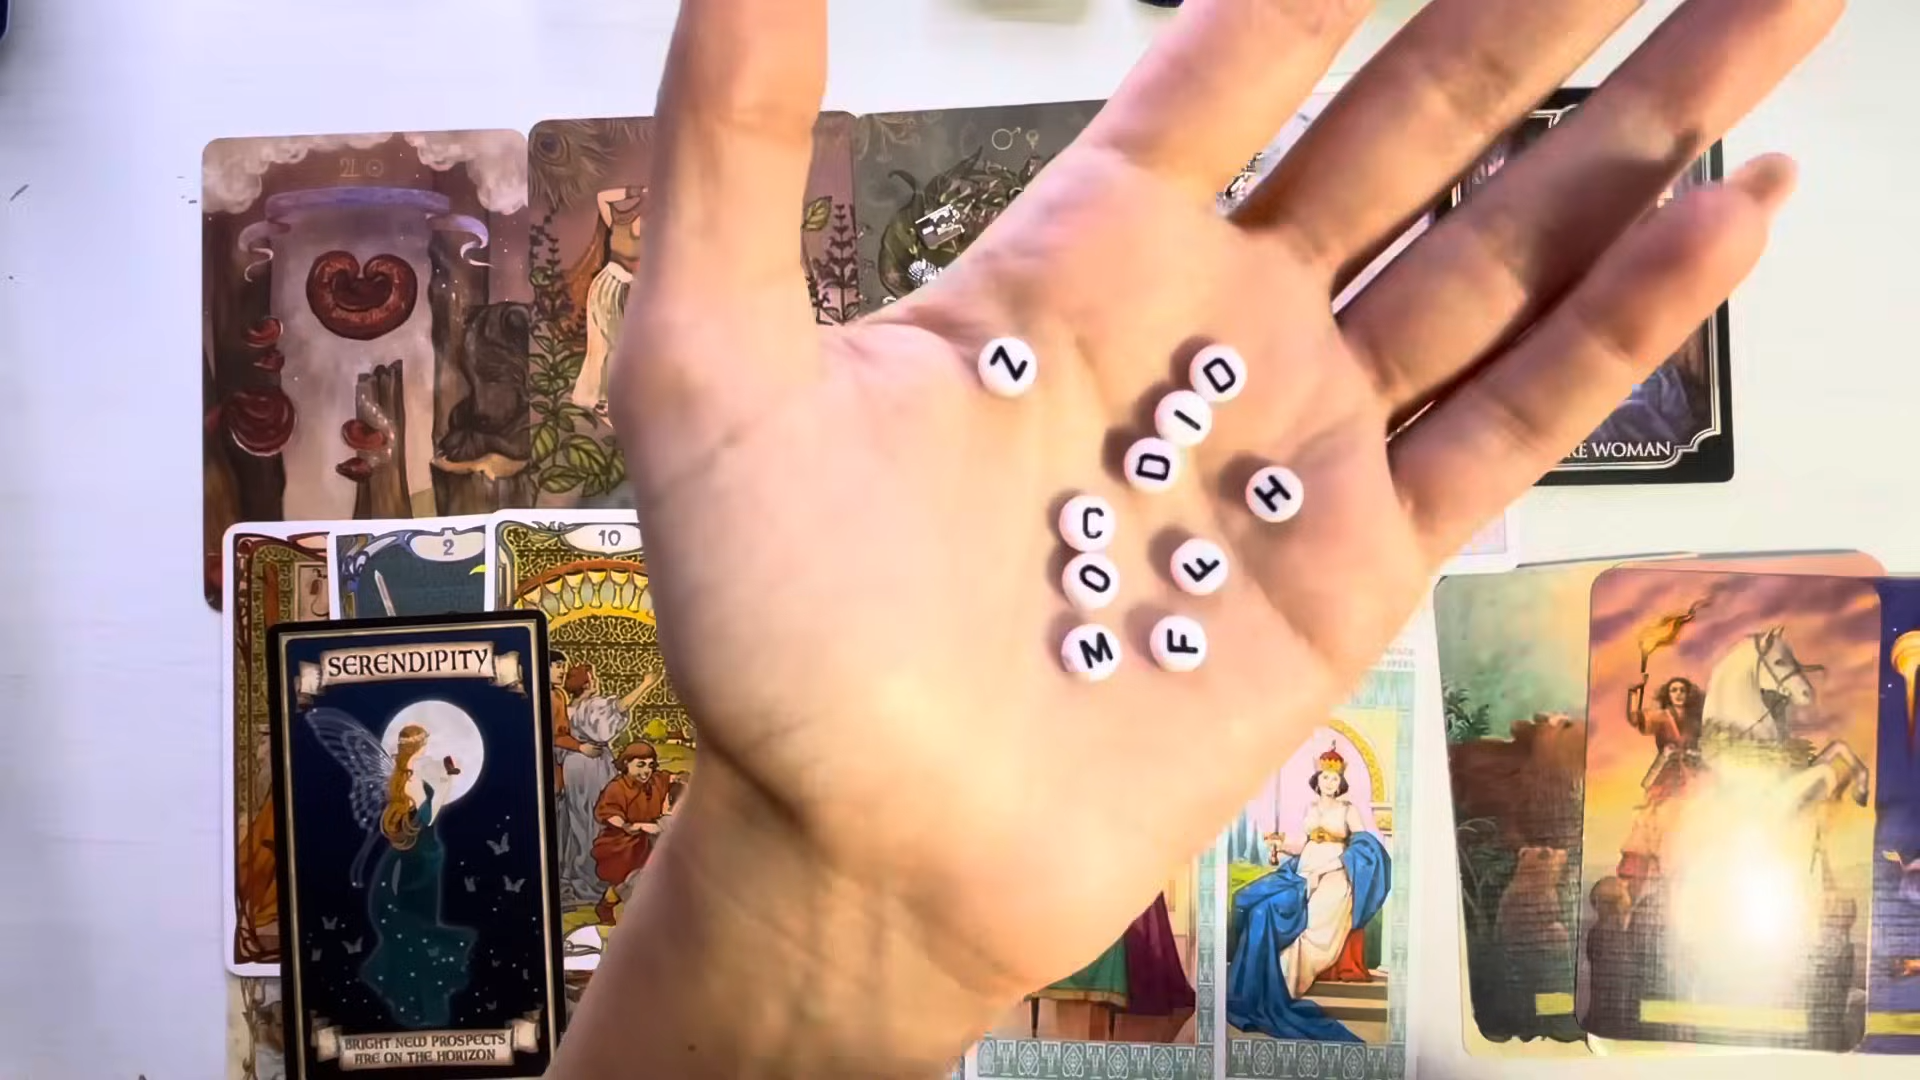 Z
D
I
D
H
C
O
F
M
F
RE WOMAN
2
10
SERENDIPITY
BRIGHT NEW PROSPECTS
ARE ON THE HORIZON